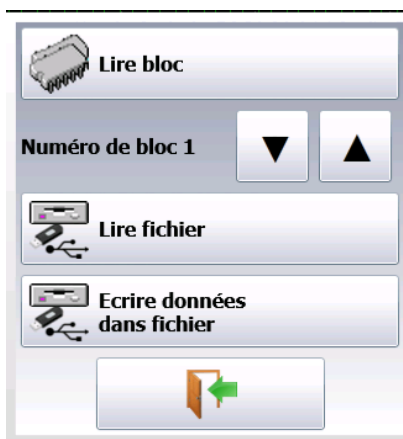 Lire bloc
Numéro de bloc 1
Lire fichier
Ecrire données
dans fichier